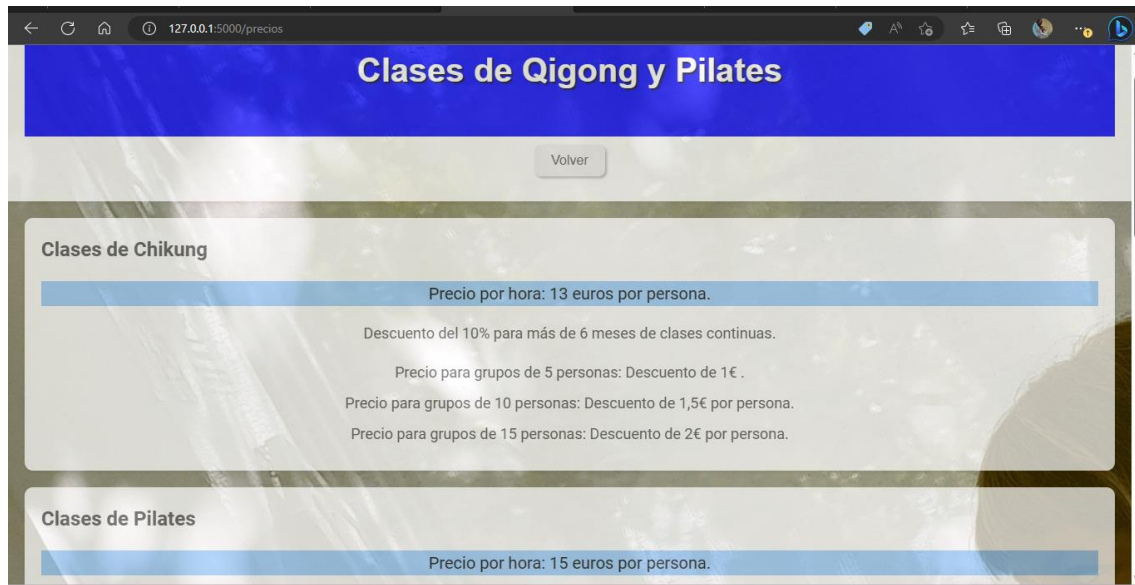 127.0.0.1:5000/precios
Clases de Qigong y Pilates
Volver
Clases de Chikung
Precio por hora: 13 euros por persona.
Descuento del 10% para más de 6 meses de clases continuas.
Precio para grupos de 5 personas: Descuento de 1€ .
Precio para grupos de 10 personas: Descuento de 1,5€ por persona.
Precio para grupos de 15 personas: Descuento de 2€ por persona.
Clases de Pilates
Precio por hora: 15 euros por persona.